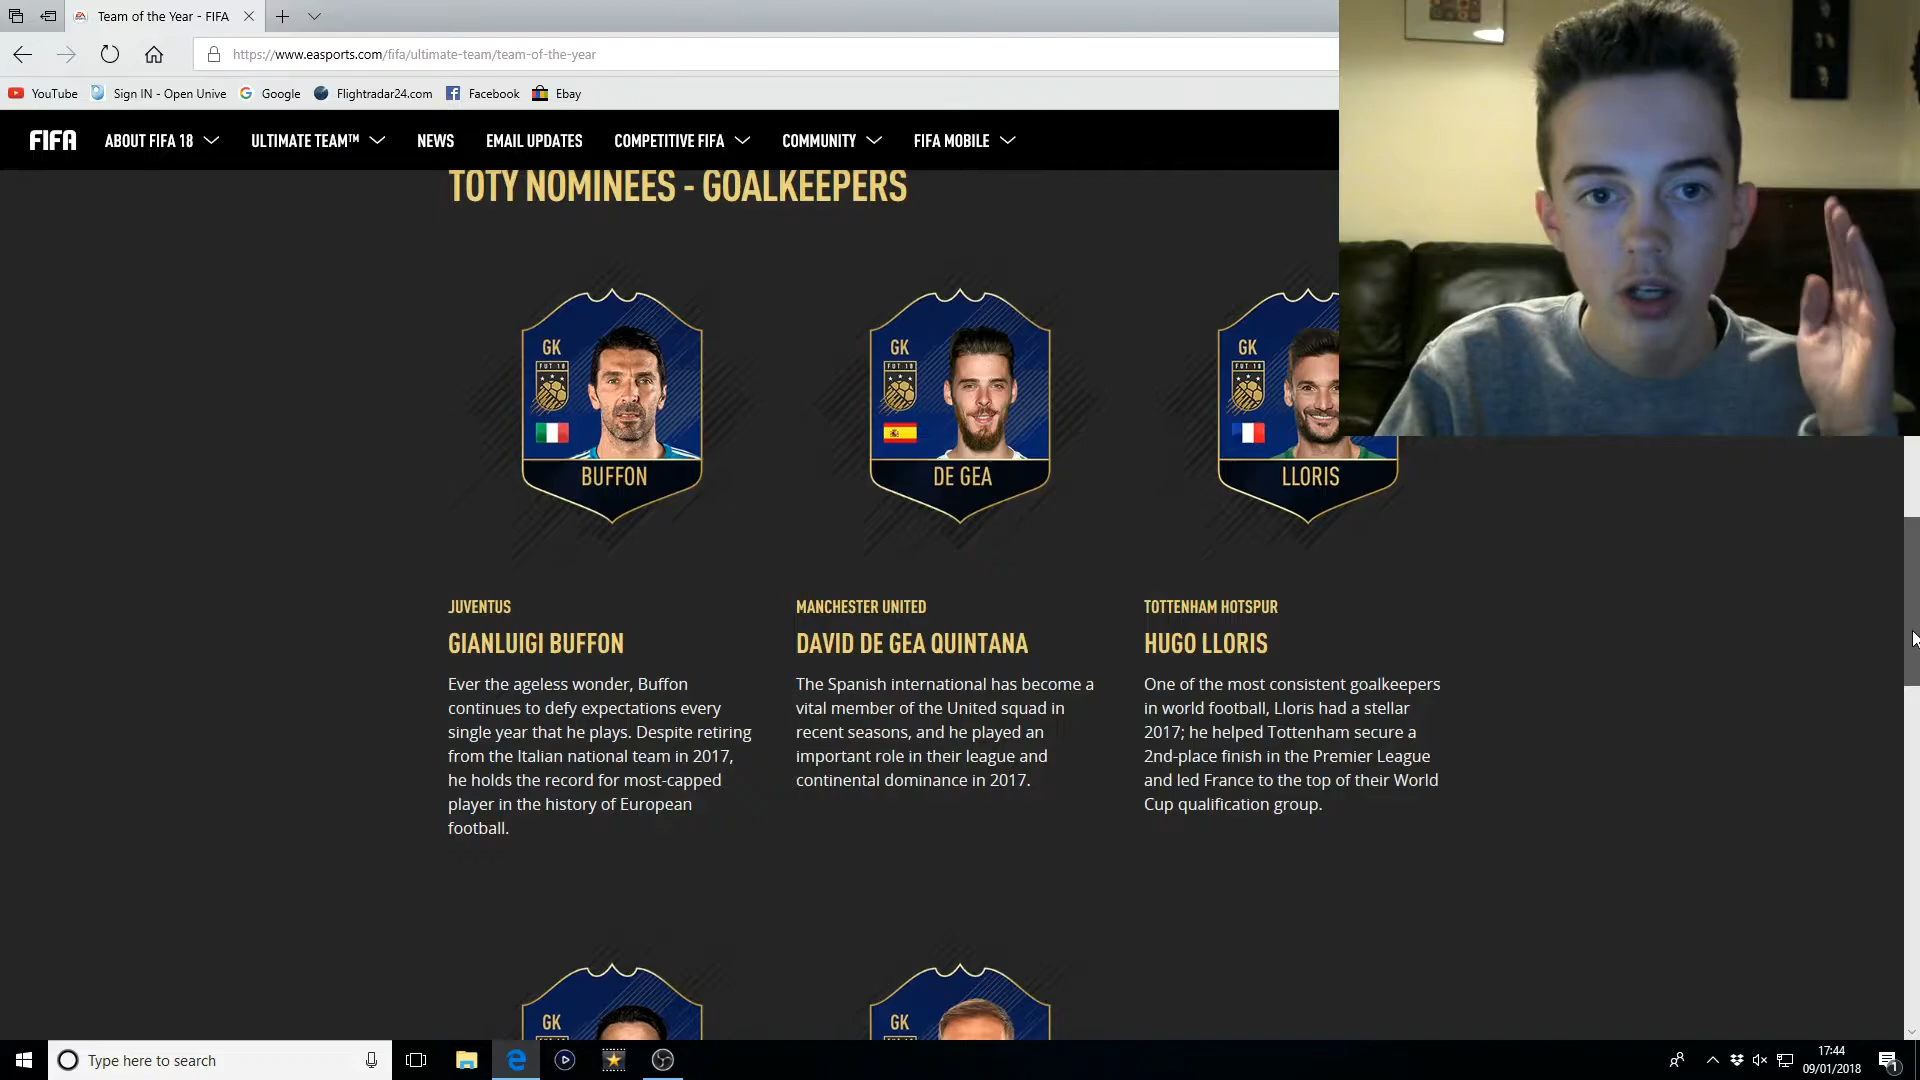 Team of the Year - FIFA
https://www.easports.com/fifa/ultimate-team/team-of-the-year
YouTube
Sign IN - Open Unive
Google
Flightradar24.com
Facebook
Ebay
FIFA
ABOUT FIFA 18
ULTIMATE TEAM™
NEWS
EMAIL UPDATES
COMPETITIVE FIFA
COMMUNITY
FIFA MOBILE
TOTY NOMINEES - GOALKEEPERS
GK
FUT 18
BUFFON
GK
FUT 18
DE GEA
GK
FUT 18
LLORIS
JUVENTUS
GIANLUIGI BUFFON
Ever the ageless wonder, Buffon
continues to defy expectations every
single year that he plays. Despite retiring
from the Italian national team in 2017,
he holds the record for most-capped
player in the history of European
football.
MANCHESTER UNITED
DAVID DE GEA QUINTANA
The Spanish international has become a
vital member of the United squad in
recent seasons, and he played an
important role in their league and
continental dominance in 2017.
TOTTENHAM HOTSPUR
HUGO LLORIS
One of the most consistent goalkeepers
in world football, Lloris had a stellar
2017; he helped Tottenham secure a
2nd-place finish in the Premier League
and led France to the top of their World
Cup qualification group.
GK
GK
Type here to search
17:44
09/01/2018
1